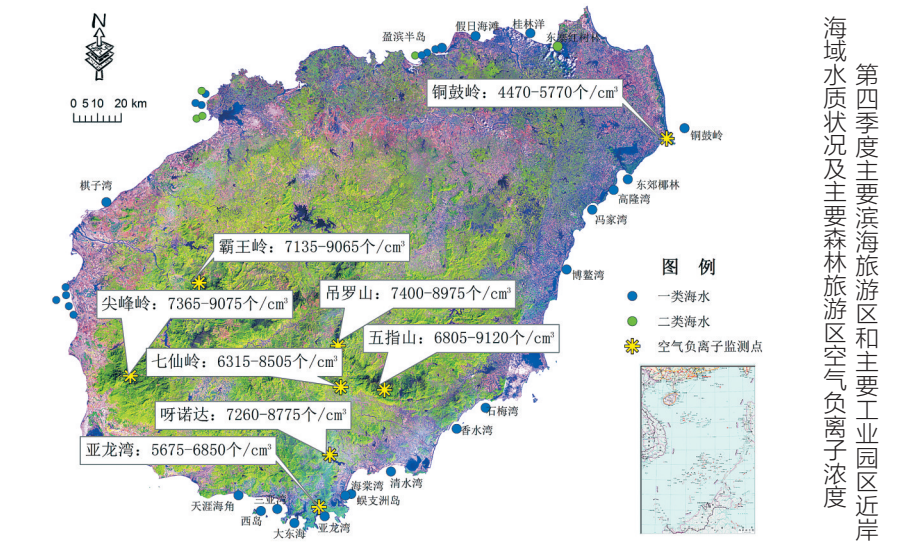 第四季度主要滨海旅游区和主要工业园区近岸
海域水质状况及主要森林旅游区空气负离子浓度
N
0 5 10 20 km
盈滨半岛
假日海滩
桂林洋
东寨红树林
铜鼓岭：4470-5770个/cm³
铜鼓岭
东郊椰林
高隆湾
冯家湾
棋子湾
霸王岭：7135-9065个/cm³
博鳌湾
尖峰岭：7365-9075个/cm³
吊罗山：7400-8975个/cm³
五指山：6805-9120个/cm³
七仙岭：6315-8505个/cm³
呀诺达：7260-8775个/cm³
亚龙湾：5675-6850个/cm³
石梅湾
香水湾
清水湾
海棠湾
蜈支洲岛
天涯海角
三亚湾
西岛
大东海
亚龙湾
图 例
一类海水
二类海水
空气负离子监测点